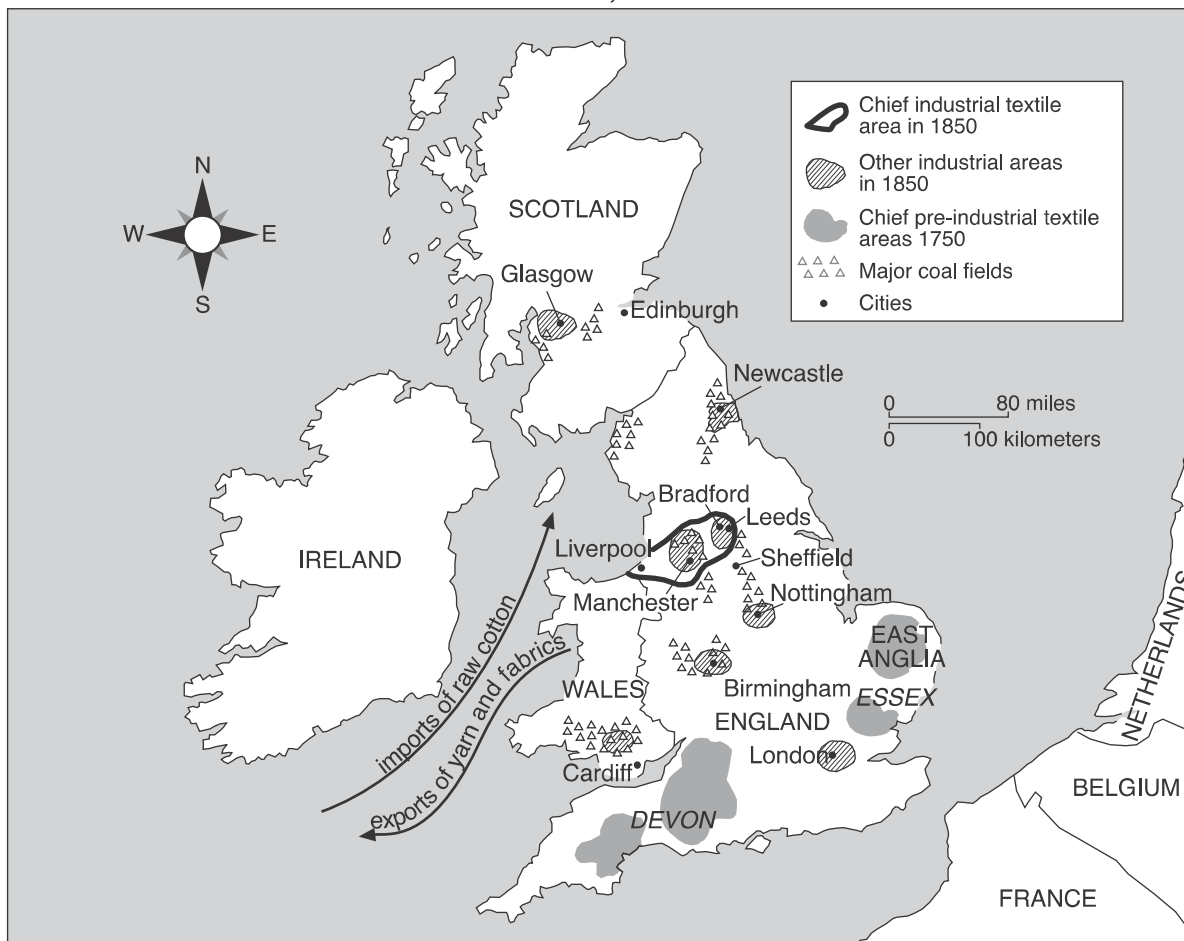 Chief industrial textile
area in 1850
Other industrial areas
in 1850
Chief pre-industrial textile
areas 1750
Major coal fields
Cities
N
W
E
S
SCOTLAND
Glasgow
Edinburgh
Newcastle
0
80 miles
0
100 kilometers
Bradford
Leeds
Liverpool
Sheffield
IRELAND
Manchester
Nottingham
imports of raw cotton
exports of yarn and fabrics
EAST
ANGLIA
WALES
Birmingham
ESSEX
ENGLAND
London
Cardiff
DEVON
NETHERLANDS
BELGIUM
FRANCE